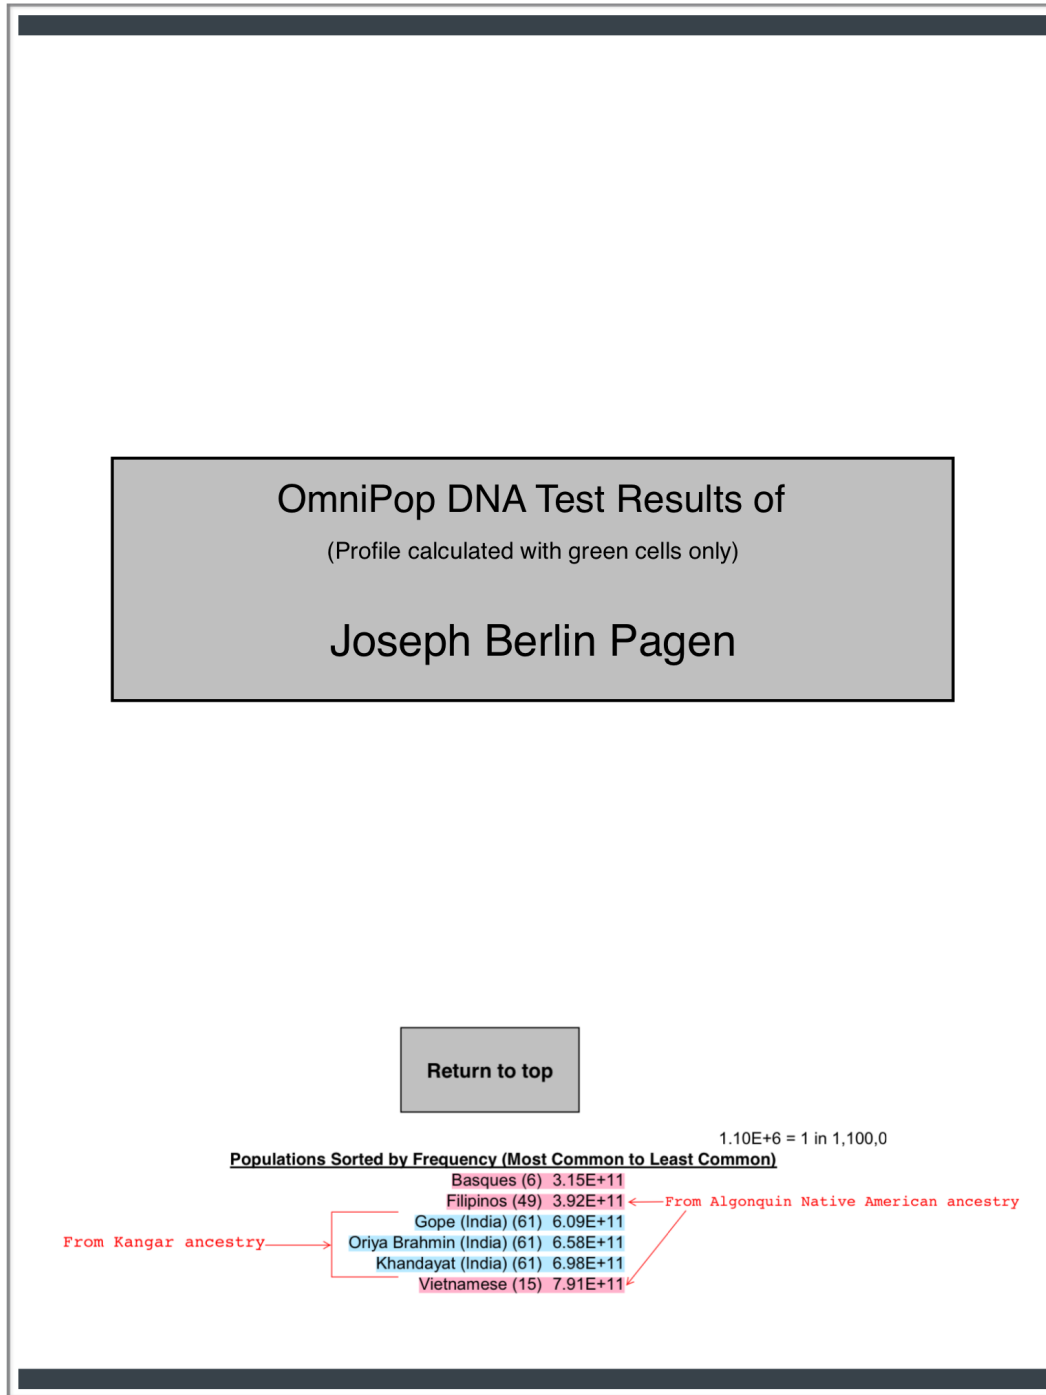 OmniPop DNA Test Results of
(Profile calculated with green cells only)
Joseph Berlin Pagen
Return to top
1.10E+6 = 1 in 1,100,0
Populations Sorted by Frequency (Most Common to Least Common)
Basques (6) 3.15E+11
Filipinos (49) 3.92E+11
From Algonquin Native American ancestry
Gope (India) (61) 6.09E+11
From Kangar ancestry
Oriya Brahmin (India) (61) 6.58E+11
Khandayat (India) (61) 6.98E+11
Vietnamese (15) 7.91E+11